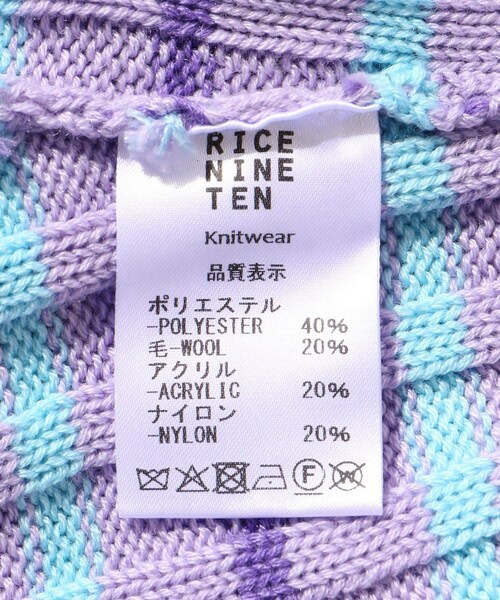 RICE
NINE
TEN
Knitwear
品質表示
ポリエステル
-POLYESTER 40%
毛-WOOL 20%
アクリル
-ACRYLIC 20%
ナイロン
-NYLON 20%
F W